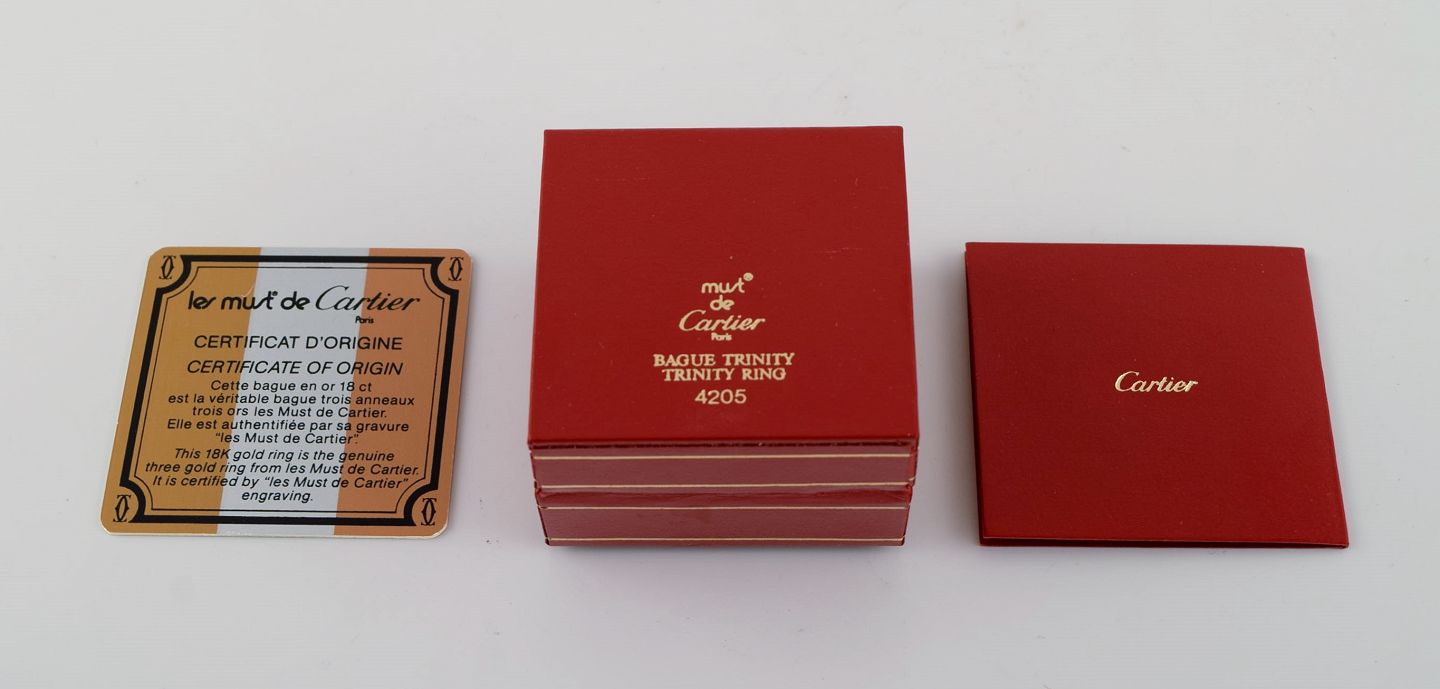 les must de Cartier
Paris
CERTIFICAT D'ORIGINE
CERTIFICATE OF ORIGIN
Cette bague en or 18 ct
est la véritable bague trois anneaux
trois ors les Must de Cartier.
Elle est authentifiée par sa gravure
"les Must de Cartier".
This 18K gold ring is the genuine
three gold ring from les Must de Cartier.
It is certified by "les Must de Cartier"
engraving.
must®
de
Cartier
Paris
BAGUE TRINITY
TRINITY RING
4205
Cartier